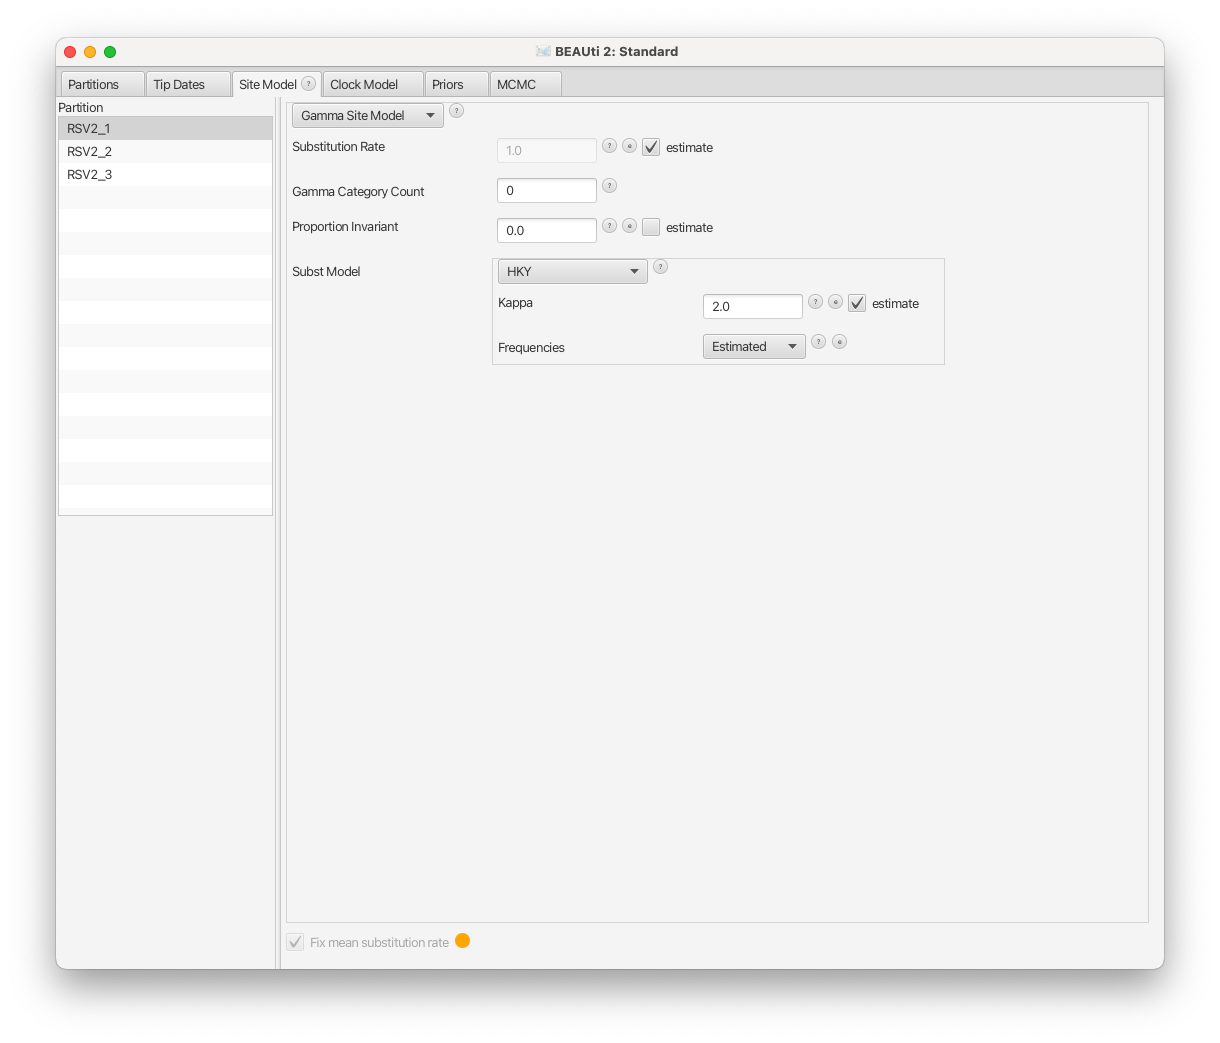 BEAUti 2: Standard
Partitions Tip Dates Site Model ? Clock Model Priors MCMC
Partition
RSV2_1
RSV2_2
RSV2_3
Gamma Site Model ?
Substitution Rate 1.0 ? e estimate
Gamma Category Count 0 ?
Proportion Invariant 0.0 ? e estimate
Subst Model HKY ?
Kappa 2.0 ? e estimate
Frequencies Estimated ? e
Fix mean substitution rate